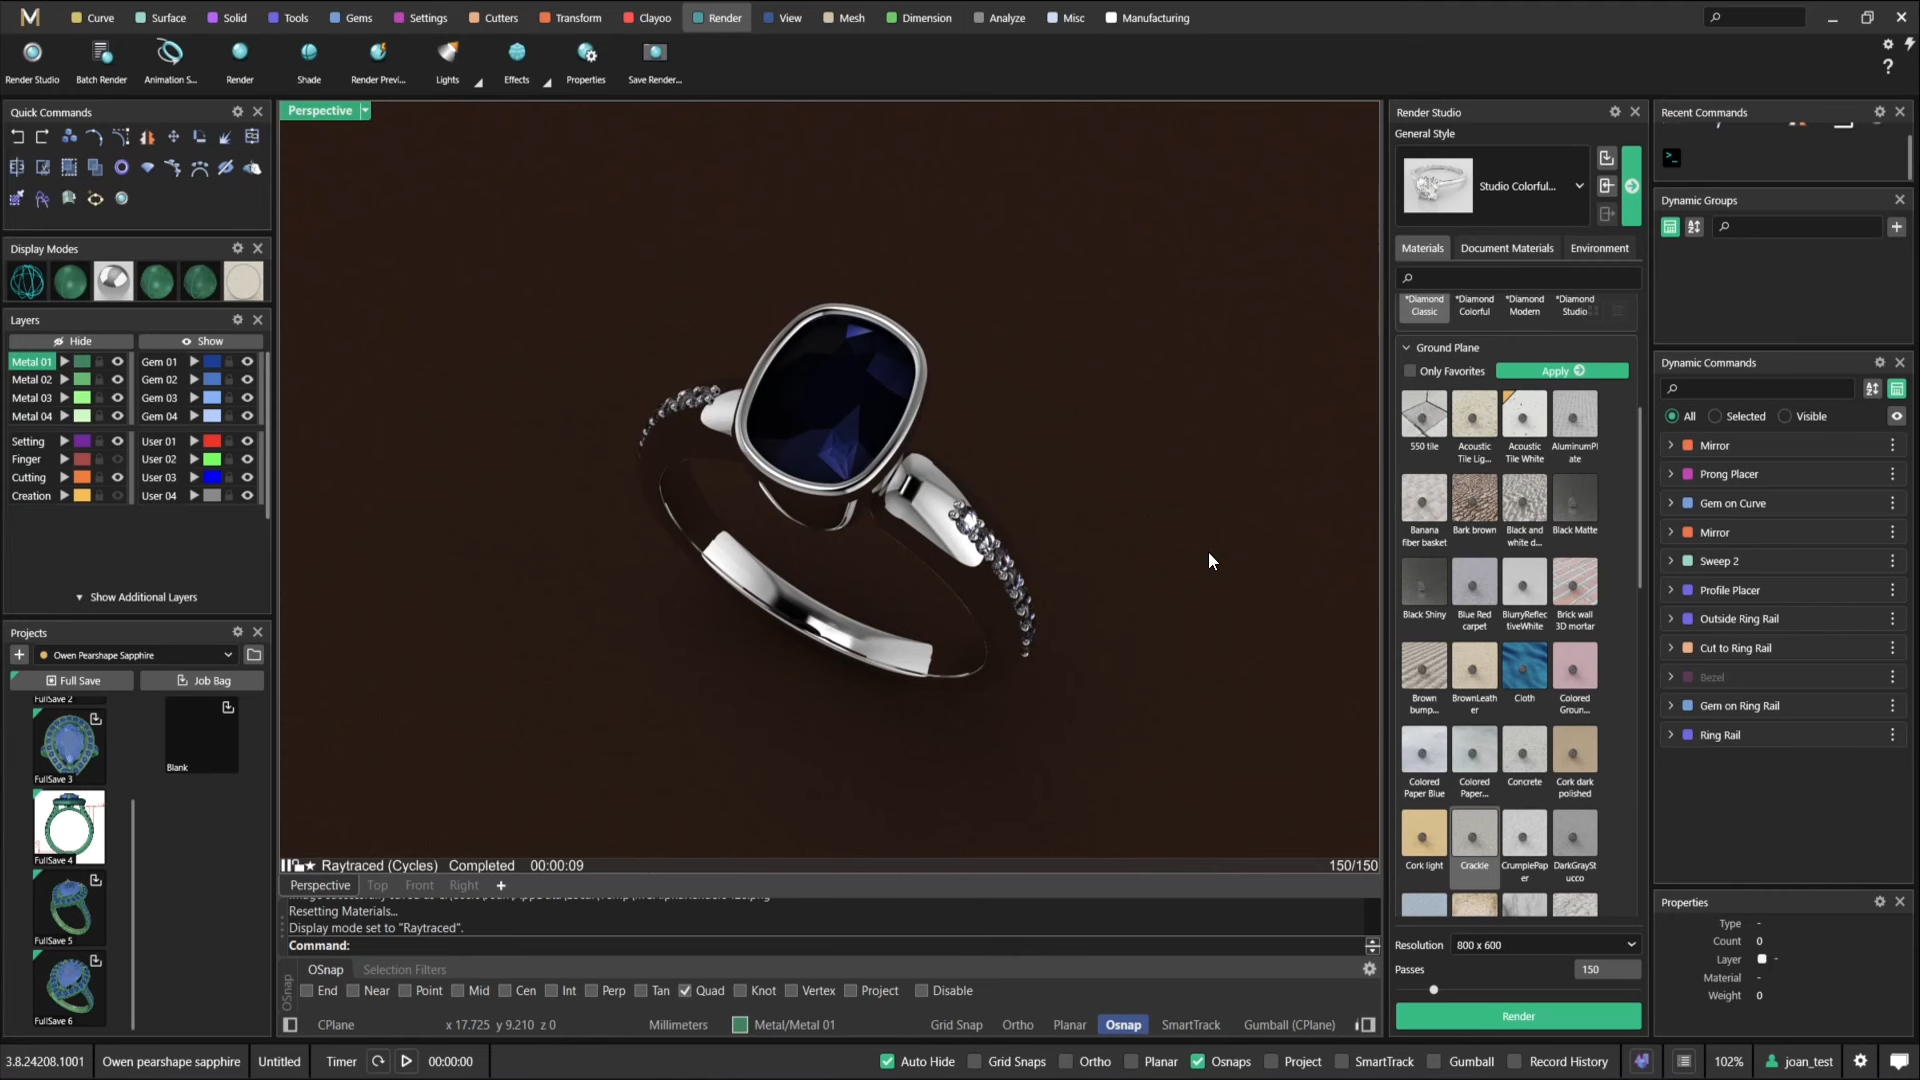 Curve Surface Solid Tools Gems Settings Cutters Transform Clayoo Render View Mesh Dimension Analyze Misc Manufacturing
Render Studio Batch Render Animation S... Render Shade Render Previ... Lights Effects Properties Save Render...
Quick Commands
Display Modes
Layers
Hide Show
Metal 01 Gem 01
Metal 02 Gem 02
Metal 03 Gem 03
Metal 04 Gem 04
Setting User 01
Finger User 02
Cutting User 03
Creation User 04
Show Additional Layers
Projects
Owen Pearshape Sapphire
Full Save Job Bag
FullSave 2
FullSave 3
Blank
FullSave 4
FullSave 5
FullSave 6
Perspective
Raytraced (Cycles) Completed 00:00:09 150/150
Perspective Top Front Right
Resetting Materials...
Display mode set to "Raytraced".
Command:
OSnap Selection Filters
OSnap
End Near Point Mid Cen Int Perp Tan Quad Knot Vertex Project Disable
CPlane x 17.725 y 9.210 z 0 Millimeters Metal/Metal 01 Grid Snap Ortho Planar Osnap SmartTrack Gumball (CPlane)
Render Studio
General Style
Studio Colorful...
Materials Document Materials Environment
*Diamond Classic
*Diamond Colorful
*Diamond Modern
*Diamond Studio
Ground Plane
Only Favorites Apply
550 tile
Acoustic Tile Lig...
Acoustic Tile White
AluminumPl
ate
Banana fiber basket
Bark brown
Black and white d...
Black Matte
Black Shiny
Blue Red carpet
BlurryReflec
tiveWhite
Brick wall 3D mortar
Brown bump...
BrownLeath
er
Cloth
Colored Groun...
Colored Paper Blue
Colored Paper...
Concrete
Cork dark polished
Cork light
Crackle
CrumplePap
er
DarkGraySt
ucco
Resolution 800 x 600
Passes 150
Render
Recent Commands
Dynamic Groups
Dynamic Commands
All Selected Visible
Mirror
Prong Placer
Gem on Curve
Mirror
Sweep 2
Profile Placer
Outside Ring Rail
Cut to Ring Rail
Bezel
Gem on Ring Rail
Ring Rail
Properties
Type -
Count 0
Layer -
Material -
Weight 0
3.8.24208.1001 Owen pearshape sapphire Untitled Timer 00:00:00 Auto Hide Grid Snaps Ortho Planar Osnaps Project SmartTrack Gumball Record History 102% joan_test